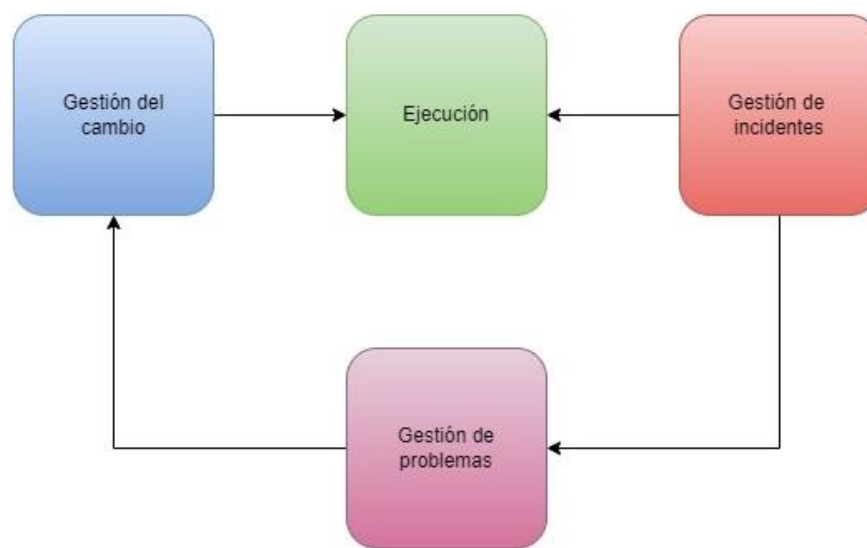 Gestión del
cambio
Ejecución
Gestión de
incidentes
Gestión de
problemas